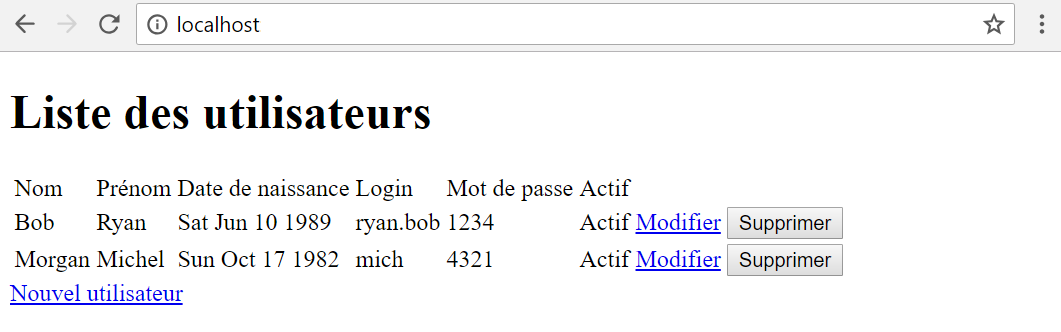 localhost
Liste des utilisateurs
Nom Prénom Date de naissance Login Mot de passe Actif
Bob Ryan Sat Jun 10 1989 ryan.bob 1234 Actif Modifier Supprimer
Morgan Michel Sun Oct 17 1982 mich 4321 Actif Modifier Supprimer
Nouvel utilisateur